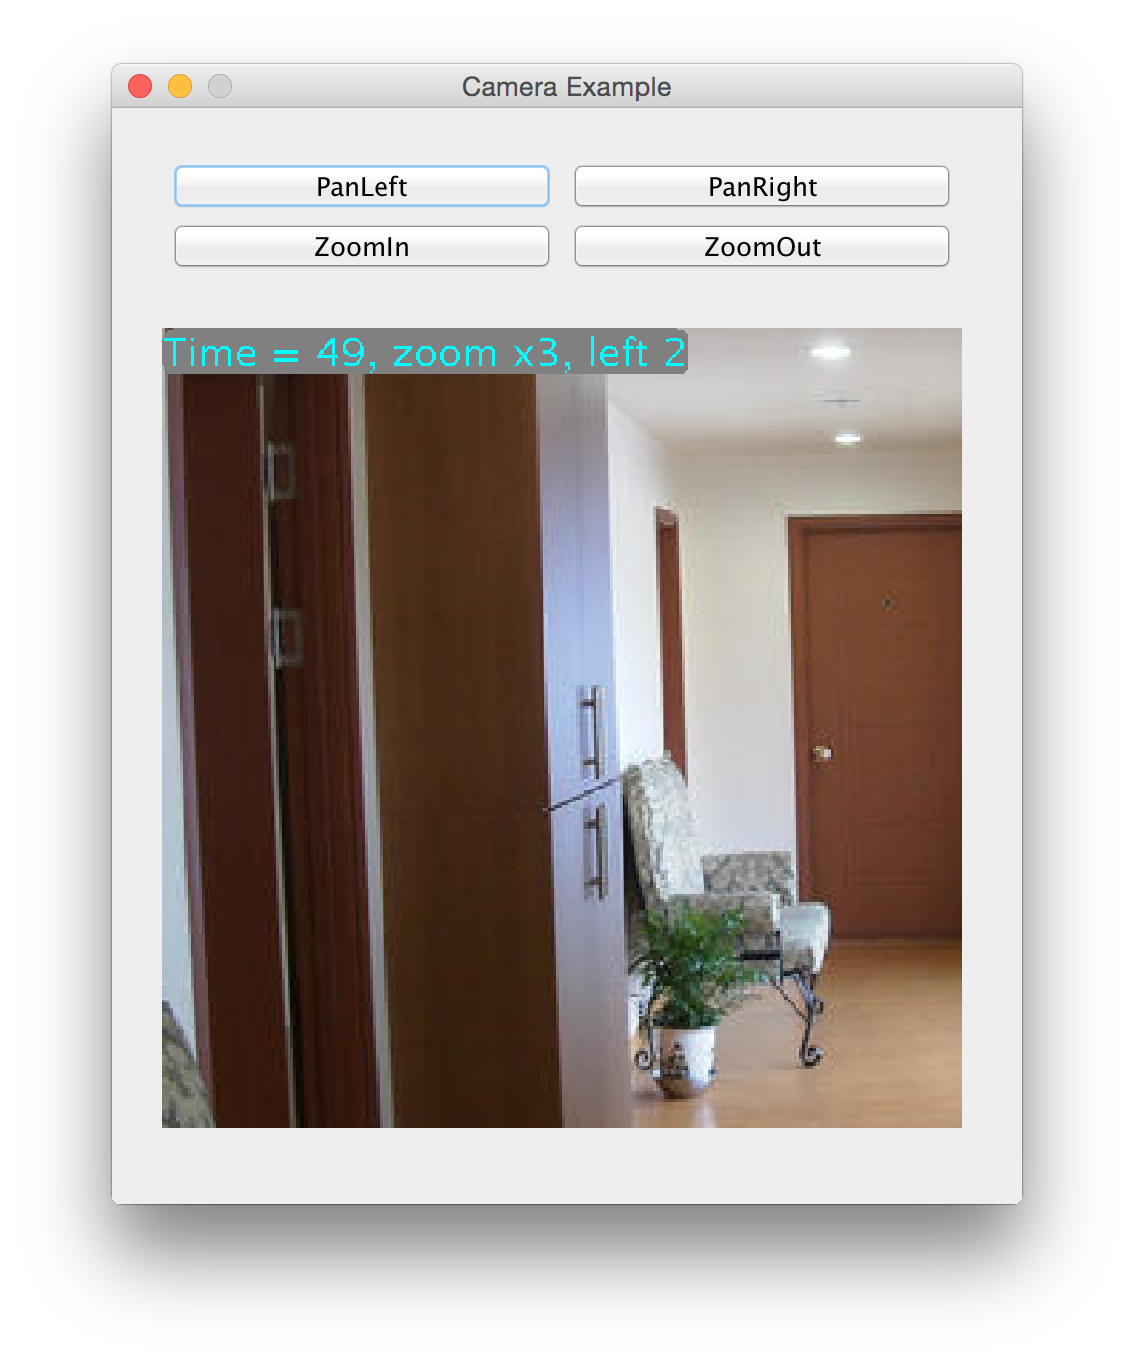 Camera Example
PanLeft PanRight
ZoomIn ZoomOut
Time = 49, zoom x3, left 2